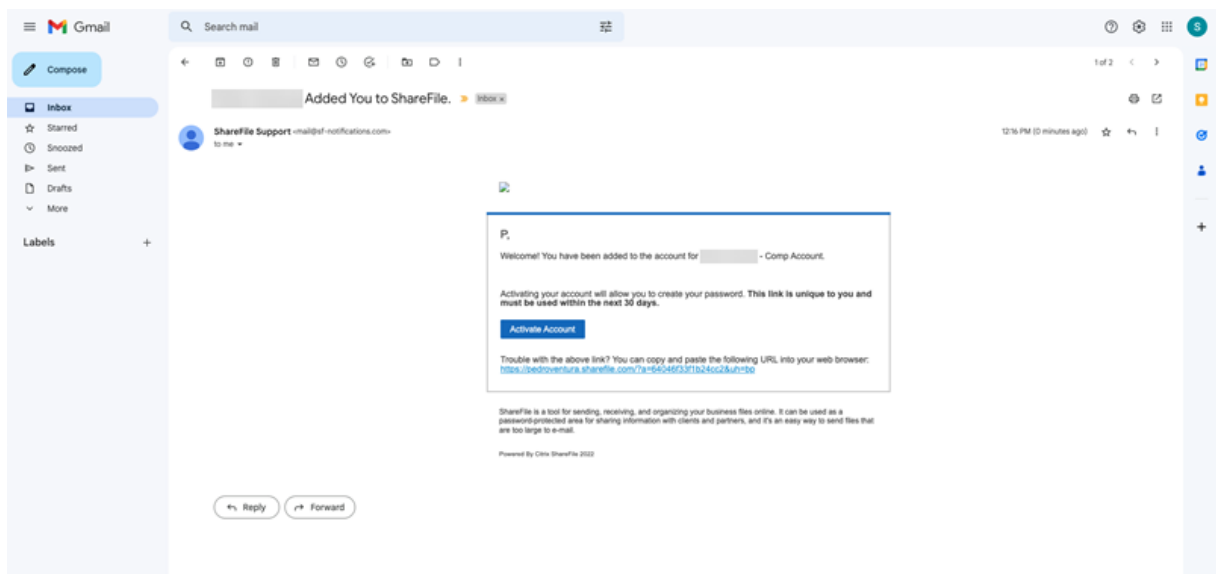 Gmail
Search mail
S
Compose
1 of 2
Inbox
Added You to ShareFile.
Inbox x
Starred
Snoozed
Sent
Drafts
More
Labels
ShareFile Support <mail@sf-notifications.com>
12:16 PM (0 minutes ago)
to me
P,
Welcome! You have been added to the account for - Comp Account.
Activating your account will allow you to create your password. This link is unique to you and
must be used within the next 30 days.
Activate Account
Trouble with the above link? You can copy and paste the following URL into your web browser:
https://pedroventura.sharefile.com/?a=64046f33f1b24cc2&uh=bp
ShareFile is a tool for sending, receiving, and organizing your business files online. It can be used as a
password-protected area for sharing information with clients and partners, and it's an easy way to send files that
are too large to e-mail.
Powered By Citrix ShareFile 2022
Reply
Forward